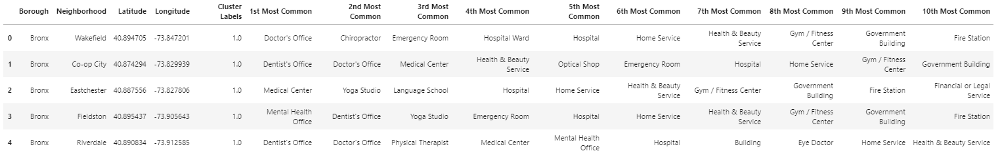 Borough Neighborhood Latitude Longitude Cluster Labels 1st Most Common 2nd Most Common 3rd Most Common 4th Most Common 5th Most Common 6th Most Common 7th Most Common 8th Most Common 9th Most Common 10th Most Common
0 Bronx Wakefield 40.894705 -73.847201 1.0 Doctor's Office Chiropractor Emergency Room Hospital Ward Hospital Home Service Health & Beauty Service Gym / Fitness Center Government Building Fire Station
1 Bronx Co-op City 40.874294 -73.829939 1.0 Dentist's Office Doctor's Office Medical Center Health & Beauty Service Optical Shop Emergency Room Hospital Home Service Gym / Fitness Center Government Building
2 Bronx Eastchester 40.887556 -73.827806 1.0 Medical Center Yoga Studio Language School Hospital Home Service Health & Beauty Service Gym / Fitness Center Government Building Fire Station Financial or Legal Service
3 Bronx Fieldston 40.895437 -73.905643 1.0 Mental Health Office Dentist's Office Yoga Studio Emergency Room Hospital Home Service Health & Beauty Service Gym / Fitness Center Government Building Fire Station
4 Bronx Riverdale 40.890834 -73.912585 1.0 Dentist's Office Doctor's Office Physical Therapist Medical Center Mental Health Office Hospital Building Eye Doctor Home Service Health & Beauty Service